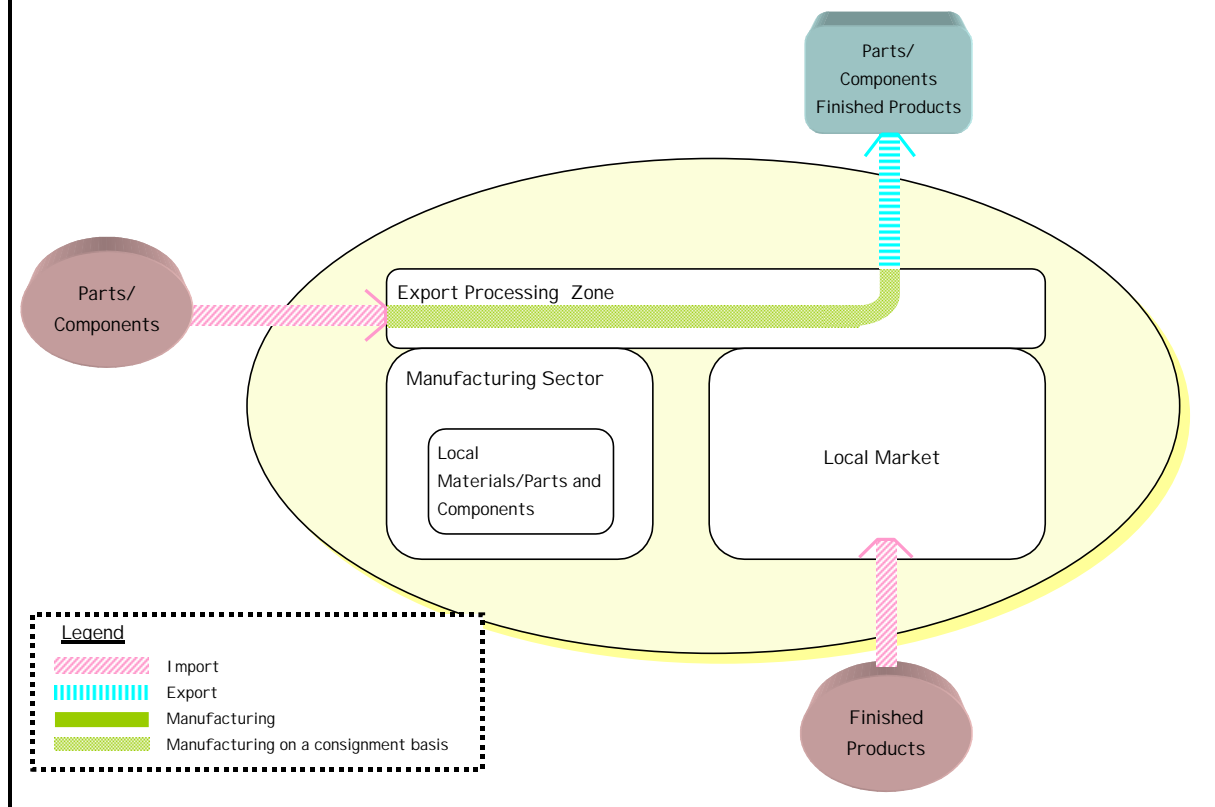 Parts/
Components
Finished Products
Parts/
Components
Export Processing Zone
Manufacturing Sector
Local
Materials/Parts and
Components
Local Market
Finished
Products
Legend
Import
Export
Manufacturing
Manufacturing on a consignment basis